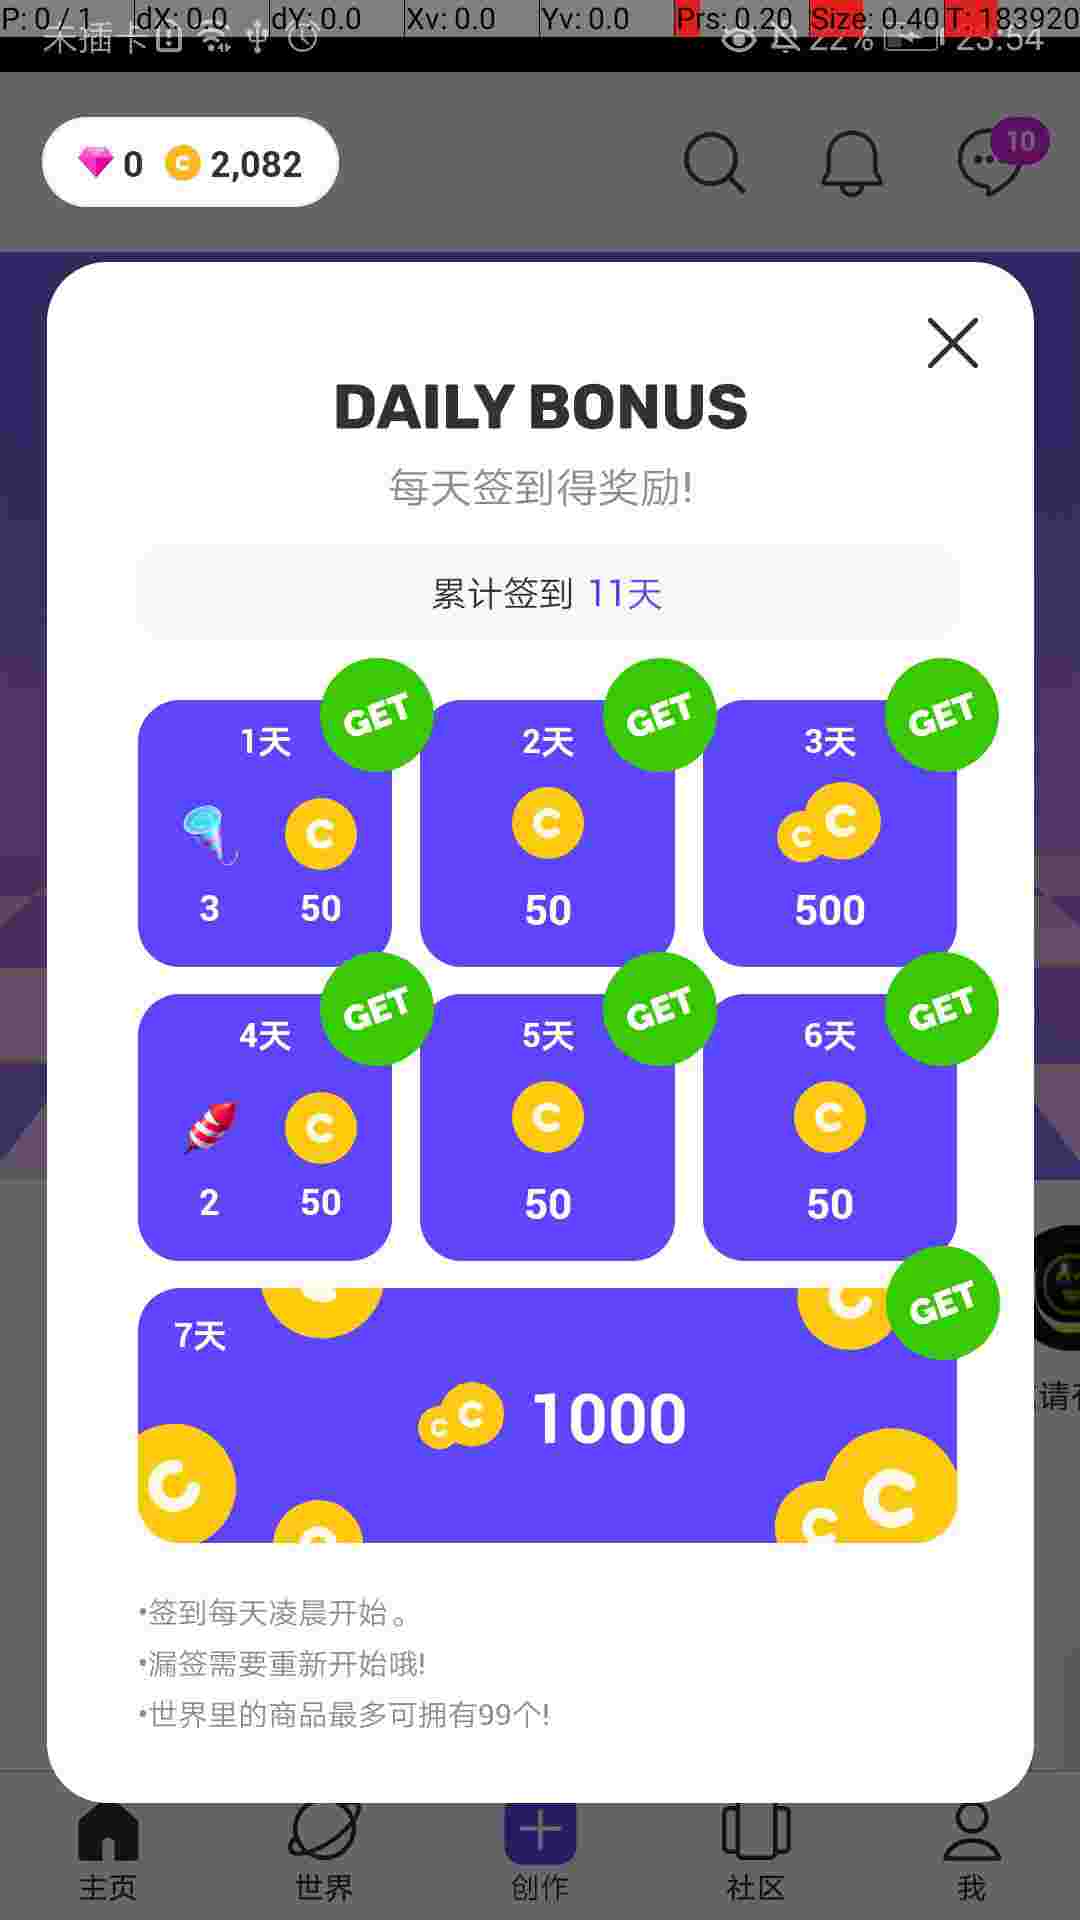 P: 0 / 1 dX: 0.0 dY: 0.0 Xv: 0.0 Yv: 0.0 Prs: 0.20 Size: 0.40 T: 183920
未插卡 22% 23:54
0 C 2,082 10
DAILY BONUS
每天签到得奖励!
累计签到 11天
GET GET GET
1天 2天 3天
C C C C
3 50 50 500
GET GET GET
4天 5天 6天
C C C
2 50 50 50
GET
7天
C C 1000
•签到每天凌晨开始。
•漏签需要重新开始哦!
•世界里的商品最多可拥有99个!
主页 世界 创作 社区 我